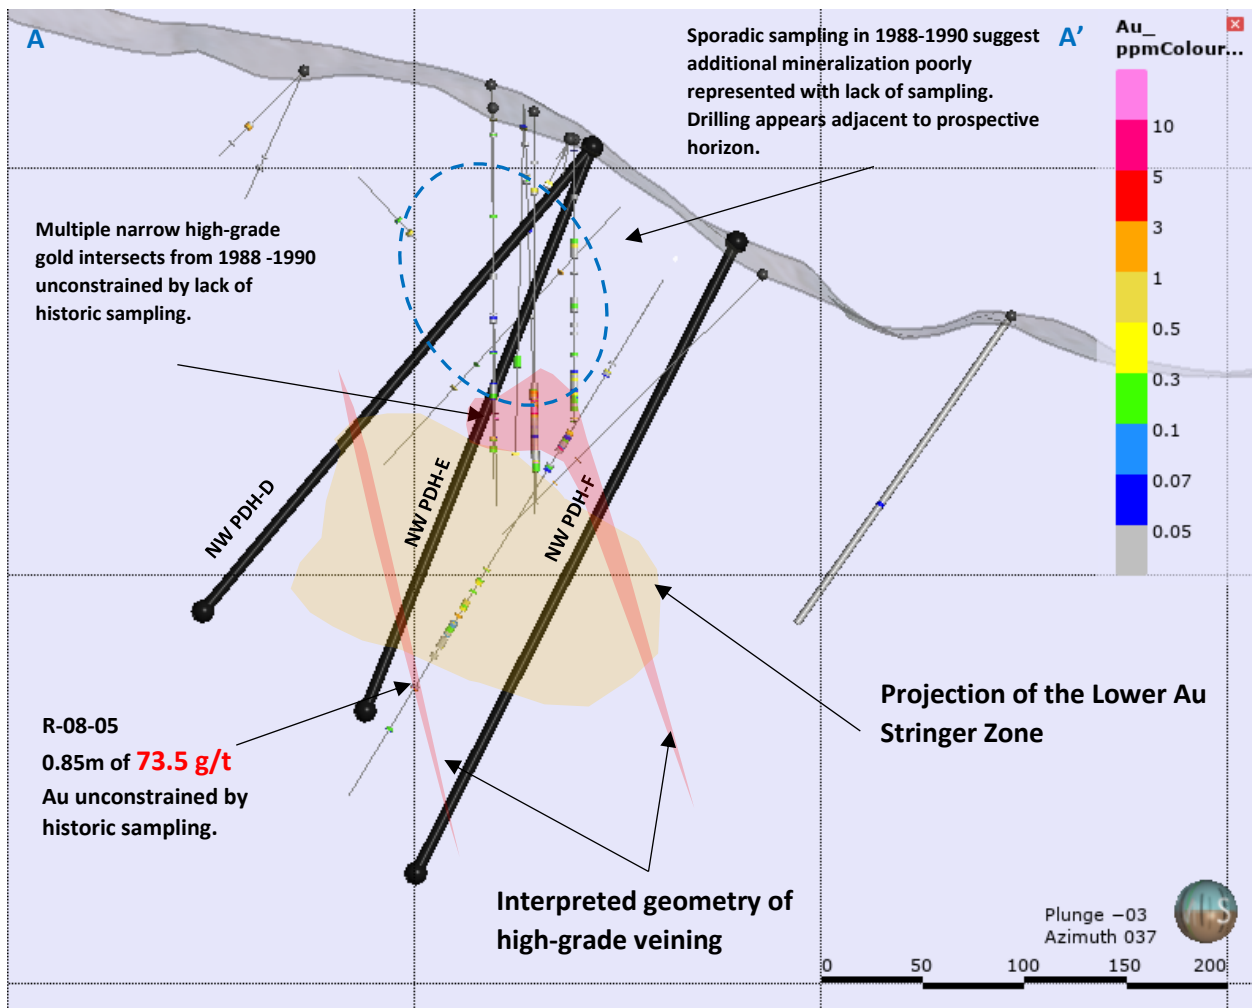 A
Sporadic sampling in 1988-1990 suggest
additional mineralization poorly
represented with lack of sampling.
Drilling appears adjacent to prospective
horizon.
A’
Au_
ppmColour...
10
5
3
1
0.5
0.3
0.1
0.07
0.05
Multiple narrow high-grade
gold intersects from 1988 -1990
unconstrained by lack of
historic sampling.
NW PDH-D
NW PDH-E
NW PDH-F
R-08-05
0.85m of 73.5 g/t
Au unconstrained by
historic sampling.
Projection of the Lower Au
Stringer Zone
Interpreted geometry of
high-grade veining
Plunge −03
Azimuth 037
S
0 50 100 150 200